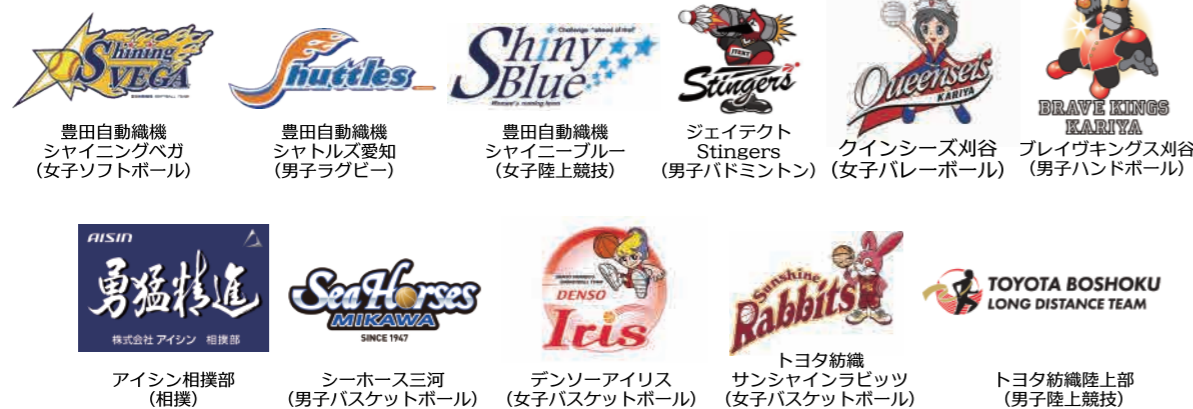 Shining
VEGA
豊田自動織機
シャイニングベガ
（女子ソフトボール）
Shuttles
豊田自動織機
シャトルズ愛知
（男子ラグビー）
Challenge "ahead of time!"
Shiny
Blue
Women's running team
豊田自動織機
シャイニーブルー
（女子陸上競技）
JTEKT
Stingers
ジェイテクト
Stingers
（男子バドミントン）
Queenseis
KARIYA
クインシーズ刈谷
（女子バレーボール）
BRAVE KINGS
KARIYA
ブレイヴキングス刈谷
（男子ハンドボール）
AISIN
勇猛精進
株式会社 アイシン 相撲部
アイシン相撲部
（相撲）
SeaHorses
MIKAWA
SINCE 1947
シーホース三河
（男子バスケットボール）
DENSO
Iris
デンソーアイリス
（女子バスケットボール）
Sunshine
Rabbits
トヨタ紡織
サンシャインラビッツ
（女子バスケットボール）
TOYOTA BOSHOKU
LONG DISTANCE TEAM
トヨタ紡織陸上部
（男子陸上競技）